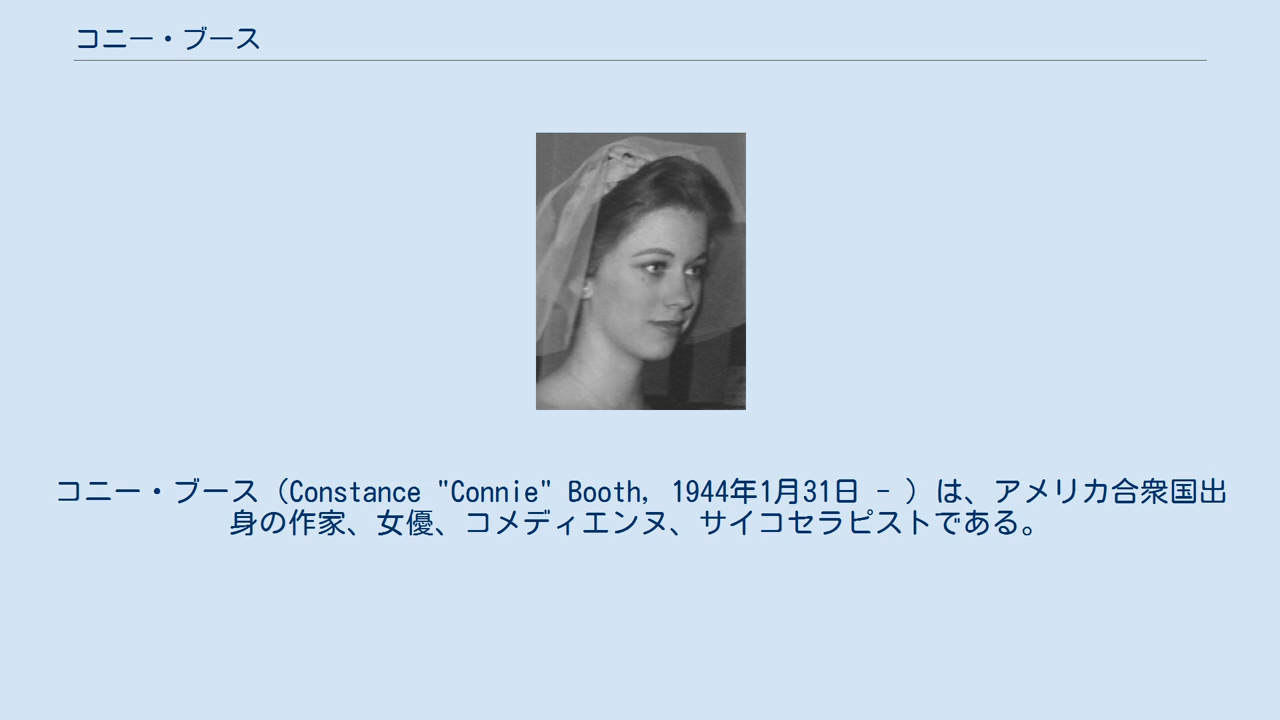 コニー・ブース
コニー・ブース（Constance "Connie" Booth, 1944年1月31日 - ）は、アメリカ合衆国出
身の作家、女優、コメディエンヌ、サイコセラピストである。